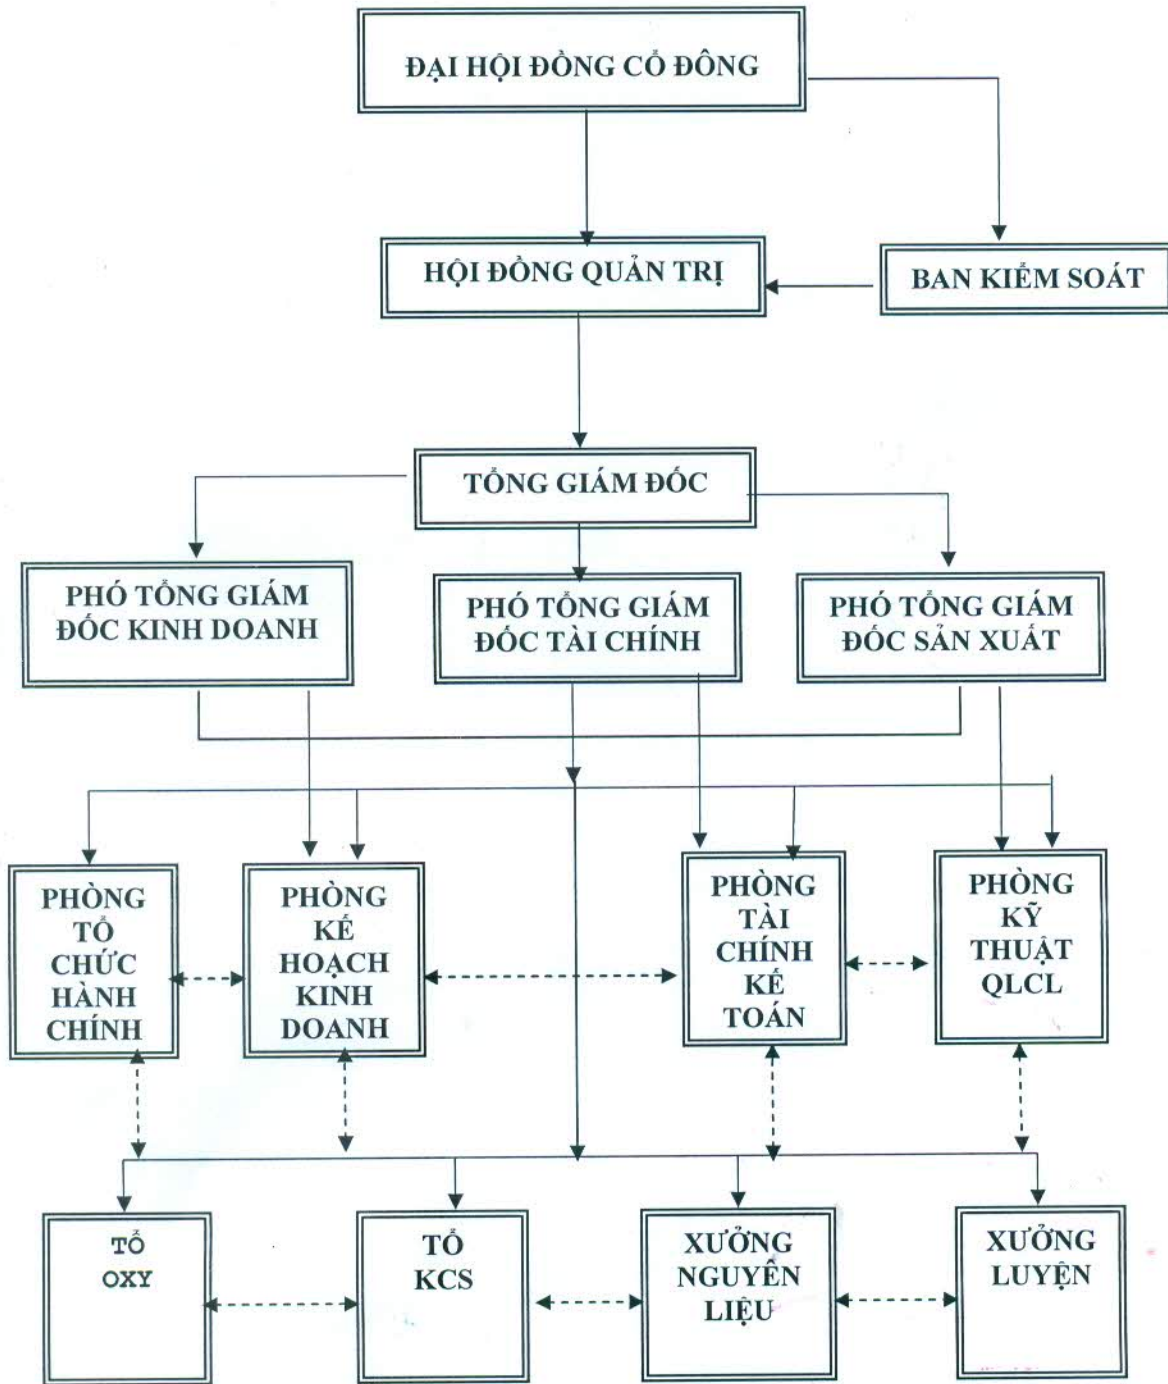 ĐẠI HỘI ĐỒNG CỔ ĐÔNG
HỘI ĐỒNG QUẢN TRỊ
BAN KIỂM SOÁT
TỔNG GIÁM ĐỐC
PHÓ TỔNG GIÁM
ĐỐC KINH DOANH
PHÓ TỔNG GIÁM
ĐỐC TÀI CHÍNH
PHÓ TỔNG GIÁM
ĐỐC SẢN XUẤT
PHÒNG
TỔ
CHỨC
HÀNH
CHÍNH
PHÒNG
KẾ
HOẠCH
KINH
DOANH
PHÒNG
TÀI
CHÍNH
KẾ
TOÁN
PHÒNG
KỸ
THUẬT
QLCL
TỔ
OXY
TỔ
KCS
XƯỞNG
NGUYÊN
LIỆU
XƯỞNG
LUYỆN